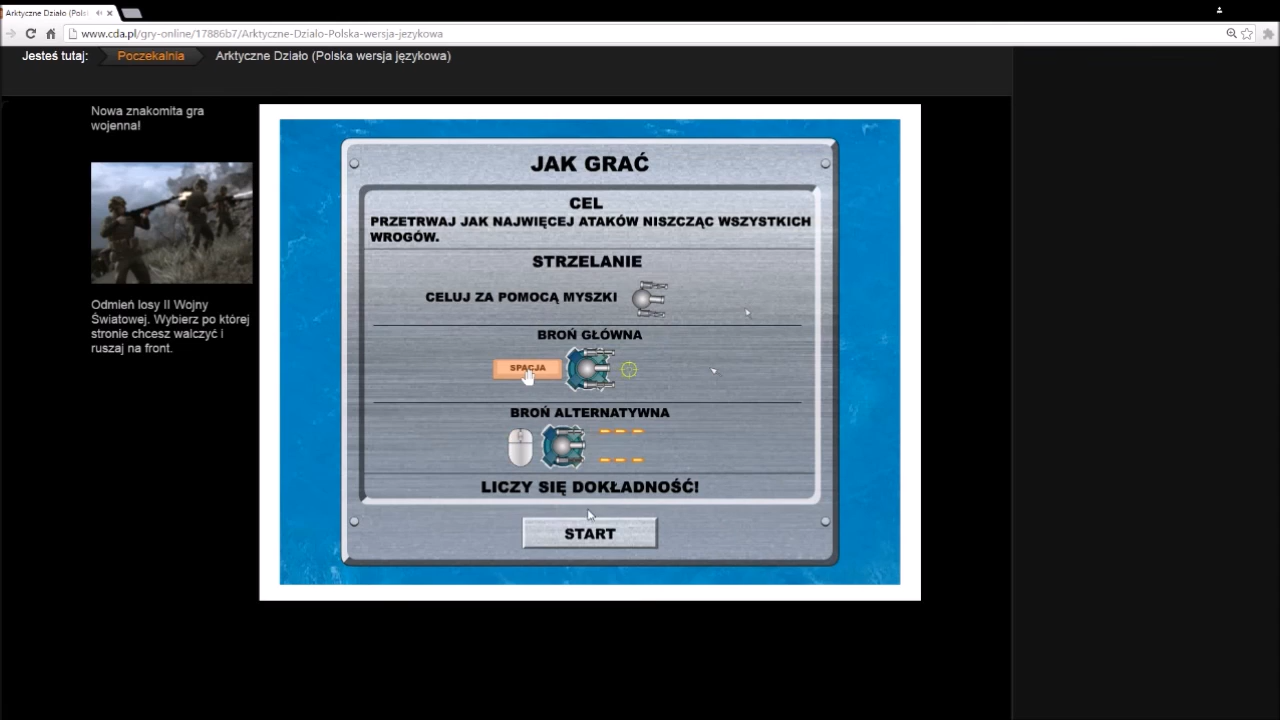 Arktyczne Działo (Pols
www.cda.pl/gry-online/17886b7/Arktyczne-Dzialo-Polska-wersja-jezykowa
Jesteś tutaj: Poczekalnia Arktyczne Działo (Polska wersja językowa)
Nowa znakomita gra
wojenna!
Odmień losy II Wojny
Światowej. Wybierz po której
stronie chcesz walczyć i
ruszaj na front.
JAK GRAĆ
CEL
PRZETRWAJ JAK NAJWIĘCEJ ATAKÓW NISZCZĄC WSZYSTKICH
WROGÓW.
STRZELANIE
CELUJ ZA POMOCĄ MYSZKI
BROŃ GŁÓWNA
SPACJA
BROŃ ALTERNATYWNA
LICZY SIĘ DOKŁADNOŚĆ!
START